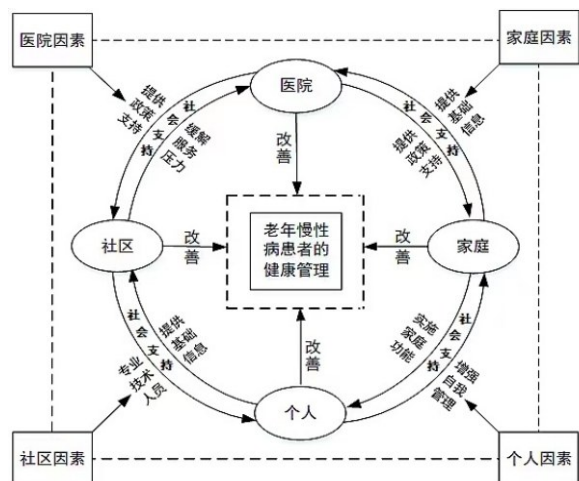 医院因素
家庭因素
医院
提供
政策
支持
社会支持
缓解
服务
压力
提供
基础
信息
社会支持
提供
政策
支持
改善
社区
改善
老年慢性
病患者的
健康管理
改善
家庭
提供
基础
信息
社会支持
专业
技术
人员
改善
实施
家庭
功能
社会支持
增强
自我
管理
个人
社区因素
个人因素